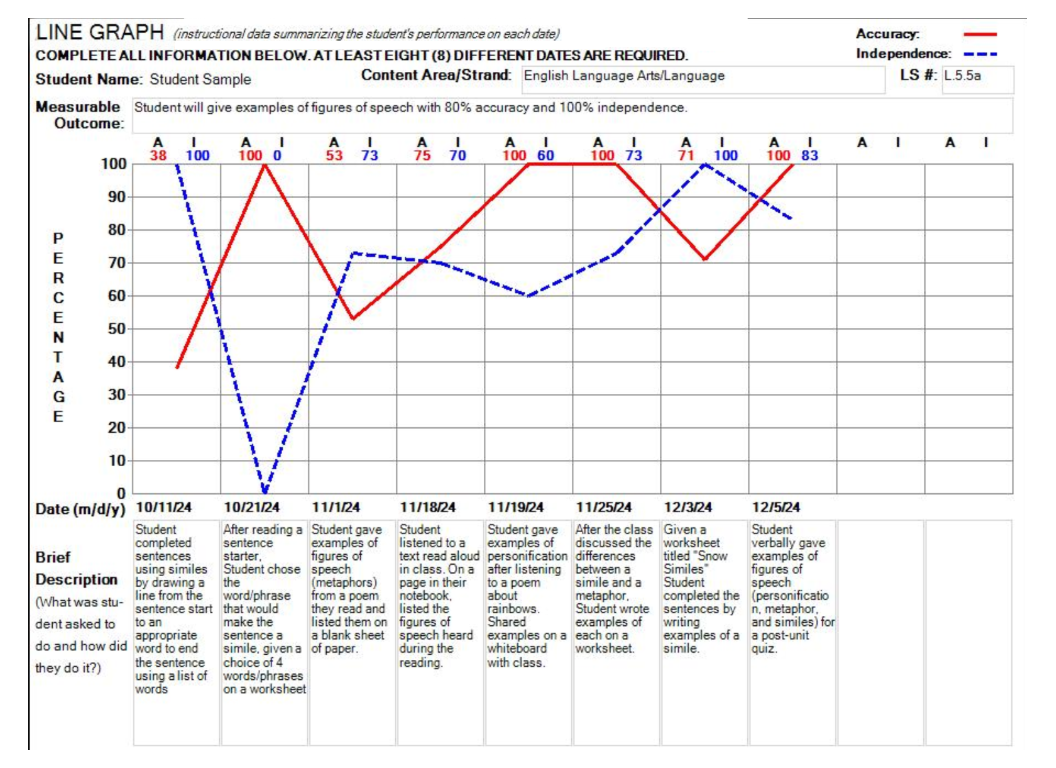 LINE GRAPH (instructional data summarizing the student's performance on each date)
Accuracy:
COMPLETE ALL INFORMATION BELOW. AT LEAST EIGHT (8) DIFFERENT DATES ARE REQUIRED.
Independence:
Student Name: Student Sample
Content Area/Strand: English Language Arts/Language
LS #: L.5.5a
Measurable Outcome:
Student will give examples of figures of speech with 80% accuracy and 100% independence.
A I A I A I A I A I A I A I A I A I A I
38 100 100 0 53 73 75 70 100 60 100 73 71 100 100 83
PERCENTAGE
100
90
80
70
60
50
40
30
20
10
0
Date (m/d/y) 10/11/24 10/21/24 11/1/24 11/18/24 11/19/24 11/25/24 12/3/24 12/5/24
Brief
Description
(What was stu-
dent asked to
do and how did
they do it?)
Student
completed
sentences
using similes
by drawing a
line from the
sentence start
to an
appropriate
word to end
the sentence
using a list of
words
After reading a
sentence
starter,
Student chose
the
word/phrase
that would
make the
sentence a
simile, given a
choice of 4
words/phrases
on a worksheet
Student gave
examples of
figures of
speech
(metaphors)
from a poem
they read and
listed them on
a blank sheet
of paper.
Student
listened to a
text read aloud
in class. On a
page in their
notebook,
listed the
figures of
speech heard
during the
reading.
Student gave
examples of
personification
after listening
to a poem
about
rainbows.
Shared
examples on a
whiteboard
with class.
After the class
discussed the
differences
between a
simile and a
metaphor,
Student wrote
examples of
each on a
worksheet.
Given a
worksheet
titled "Snow
Similes"
Student
completed the
sentences by
writing
examples of a
simile.
Student
verbally gave
examples of
figures of
speech
(personificatio
n, metaphor,
and similes) for
a post-unit
quiz.